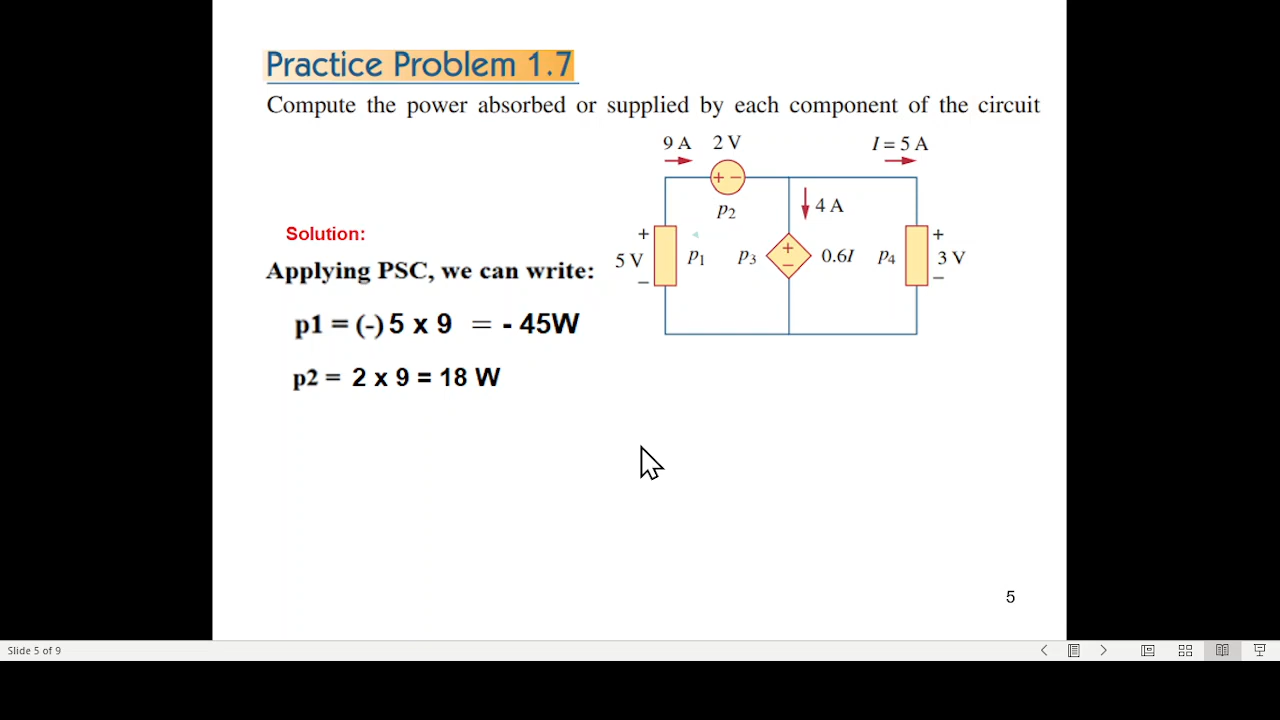 Practice Problem 1.7
Compute the power absorbed or supplied by each component of the circuit
9 A 2 V I = 5 A
+ −
p2 4 A
Solution:
+ + +
5 V p1 p3 0.6I p4 3 V
− − −
Applying PSC, we can write:
p1 = (-) 5 x 9 = - 45W
p2 = 2 x 9 = 18 W
5
Slide 5 of 9